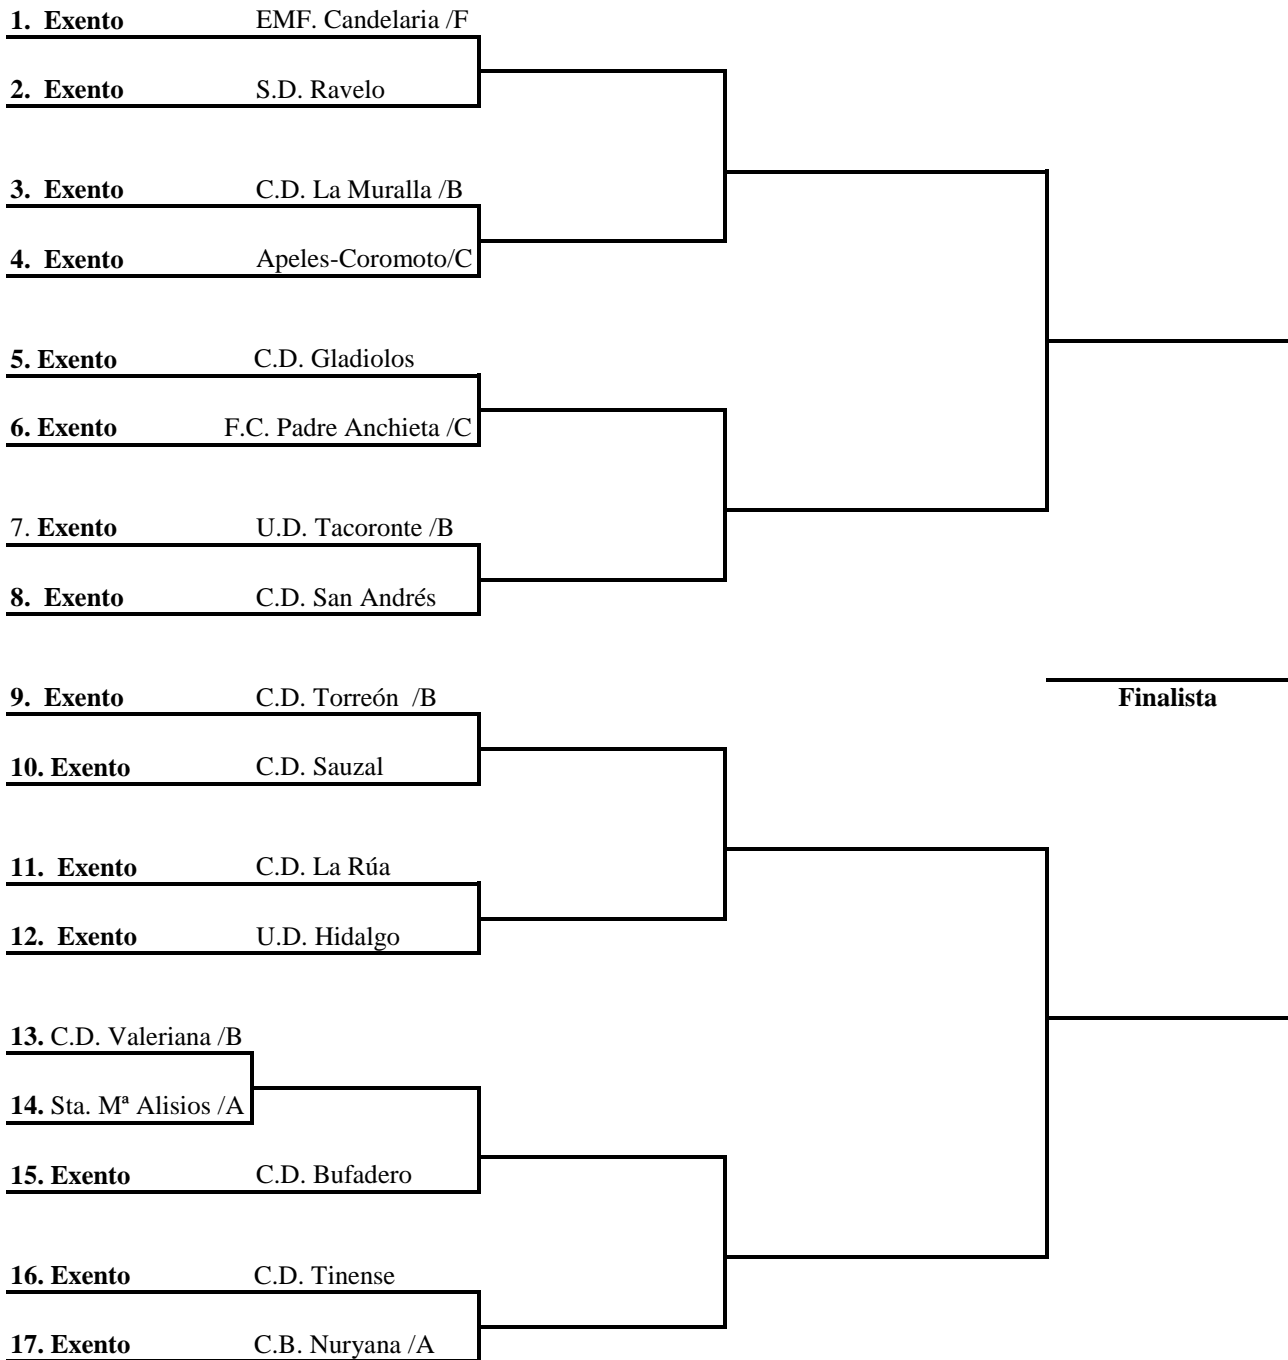 1. Exento EMF. Candelaria /F
2. Exento S.D. Ravelo
3. Exento C.D. La Muralla /B
4. Exento Apeles-Coromoto/C
5. Exento C.D. Gladiolos
6. Exento F.C. Padre Anchieta /C
7. Exento U.D. Tacoronte /B
8. Exento C.D. San Andrés
9. Exento C.D. Torreón /B
Finalista
10. Exento C.D. Sauzal
11. Exento C.D. La Rúa
12. Exento U.D. Hidalgo
13. C.D. Valeriana /B
14. Sta. Mª Alisios /A
15. Exento C.D. Bufadero
16. Exento C.D. Tinense
17. Exento C.B. Nuryana /A